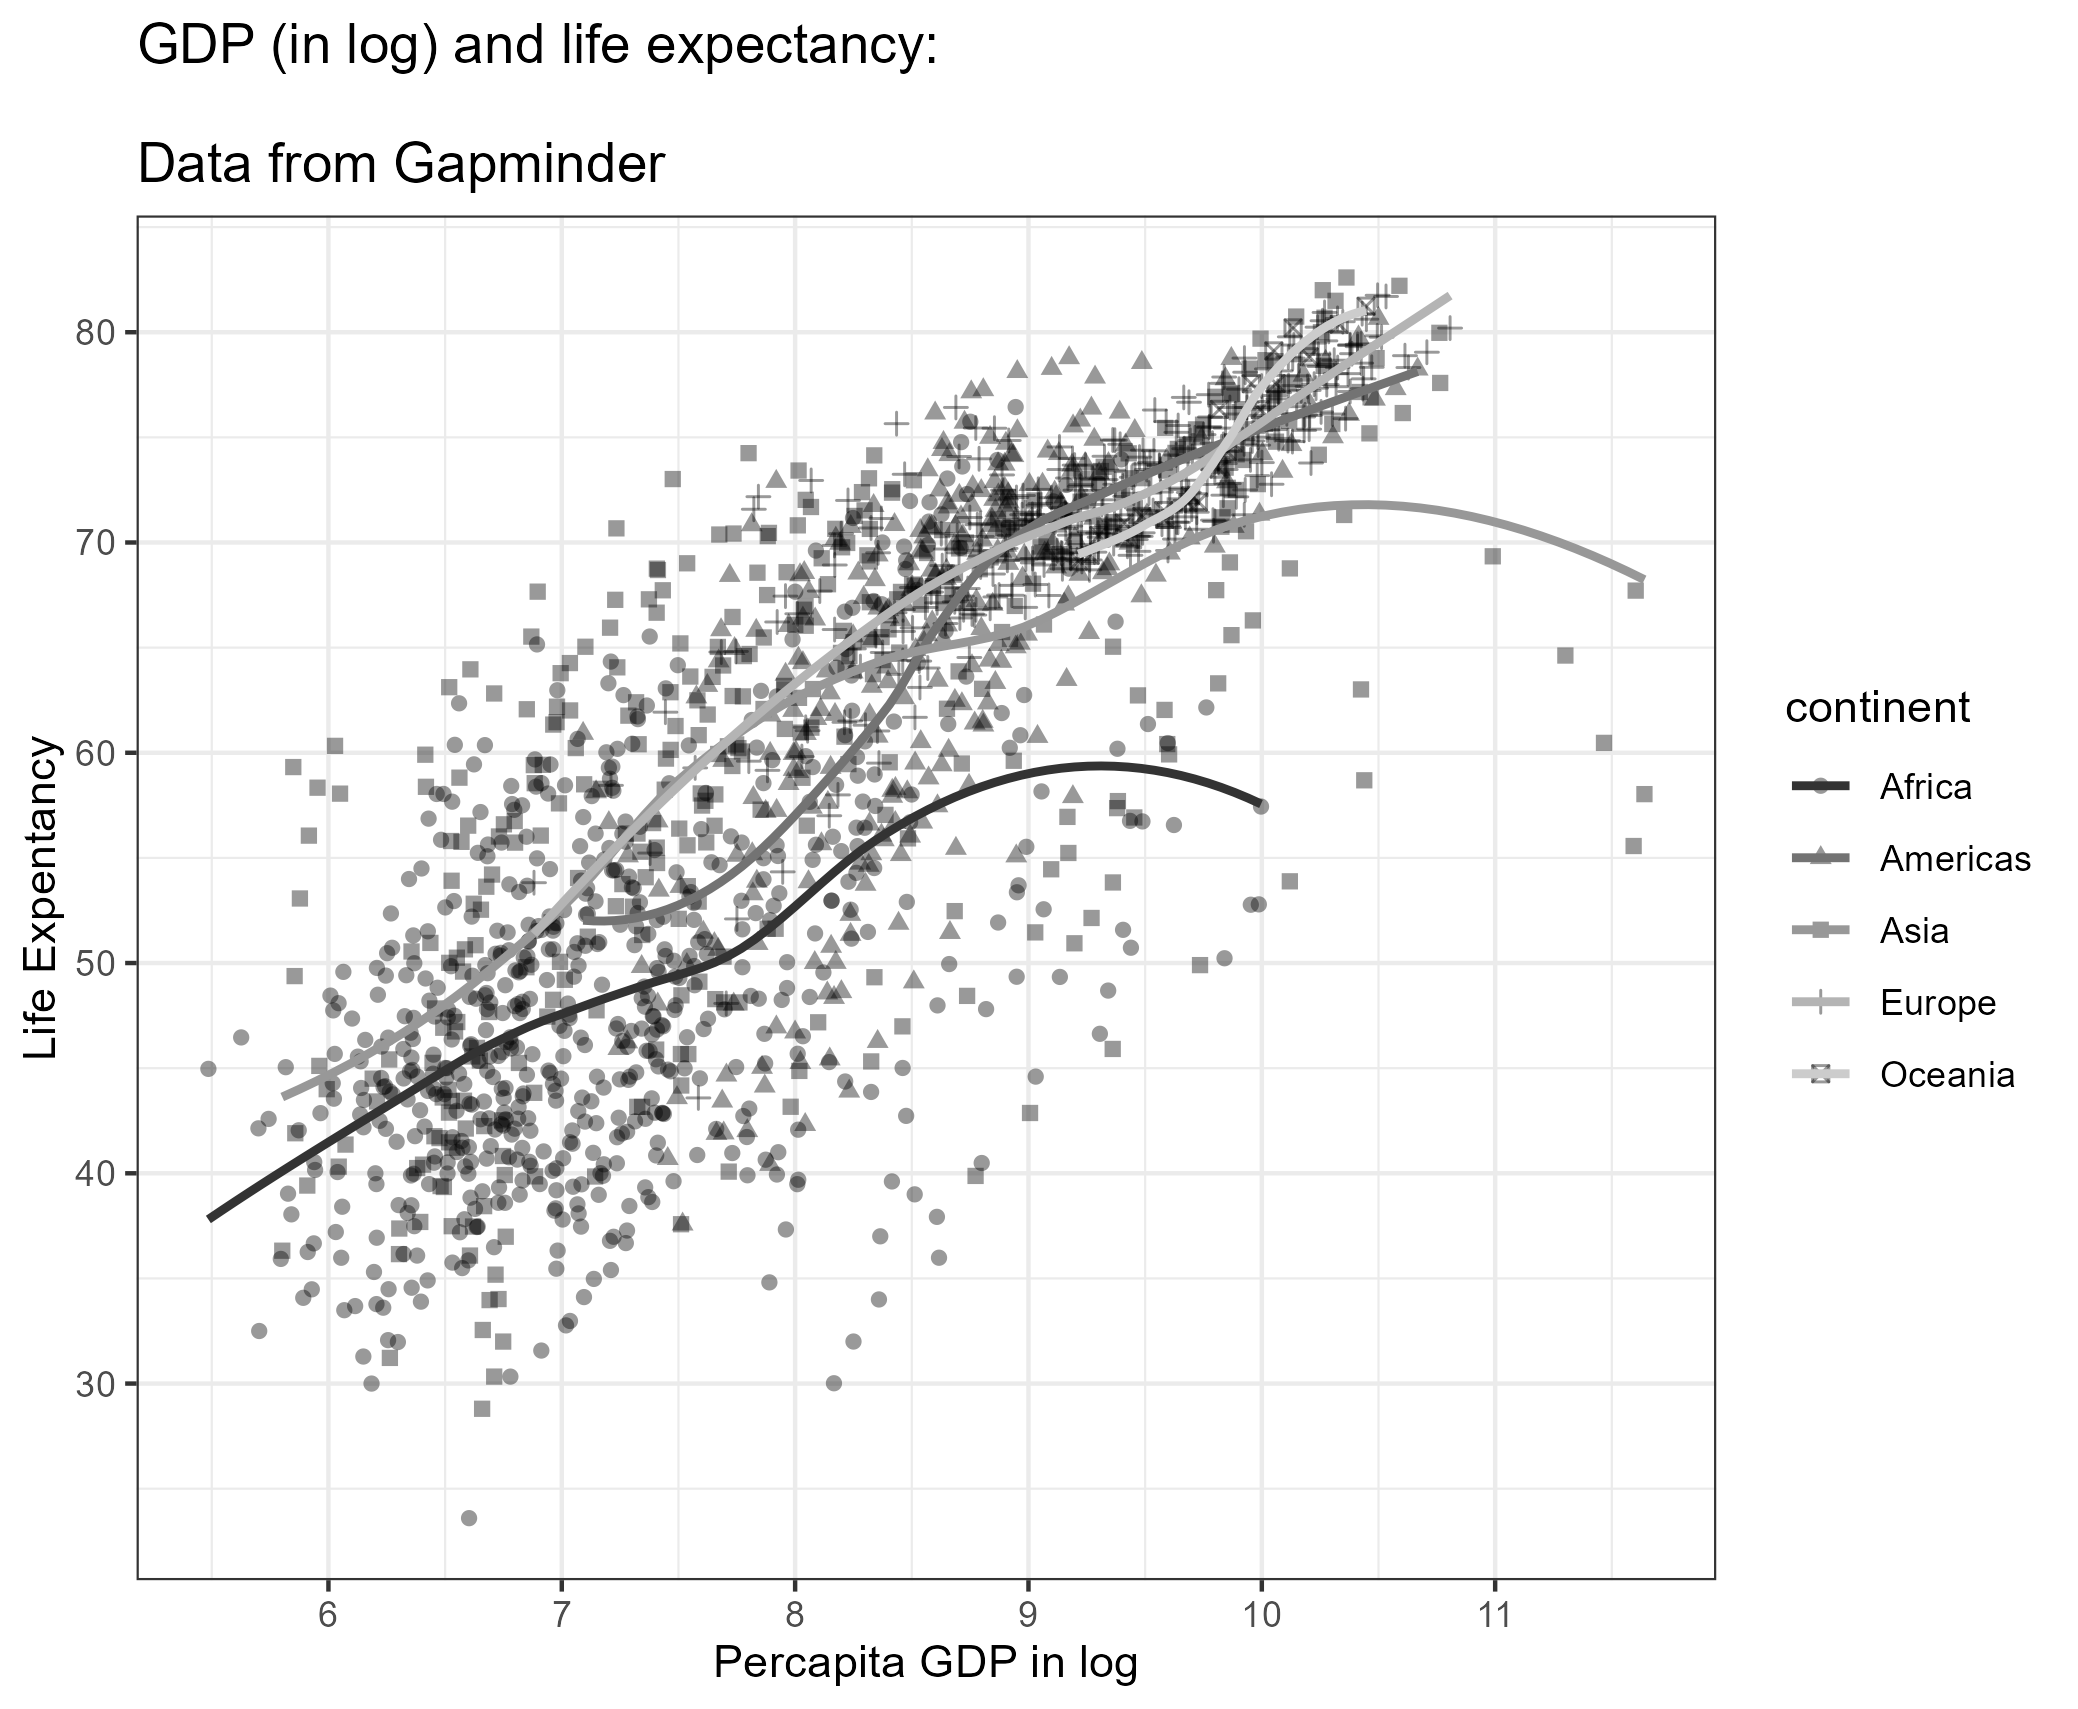 GDP (in log) and life expectancy:
Data from Gapminder
Life Expentancy
80
70
60
50
40
30
6 7 8 9 10 11
Percapita GDP in log
continent
Africa
Americas
Asia
Europe
Oceania